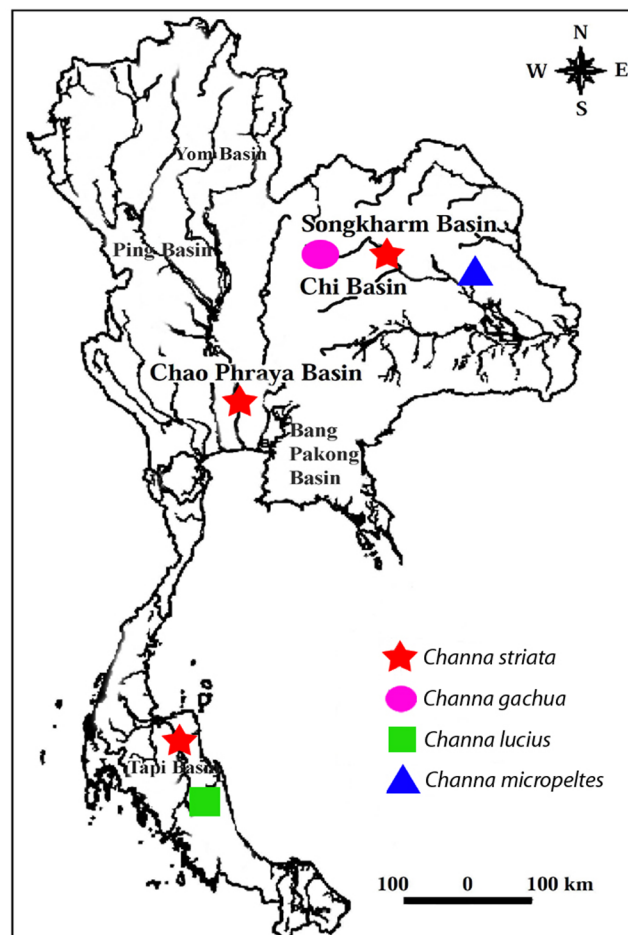 N
W E
S
Yom Basin
Songkharm Basin
Ping Basin
Chi Basin
Chao Phraya Basin
Bang
Pakong
Basin
Channa striata
Channa gachua
Channa lucius
Tapi Basin
Channa micropeltes
100 0 100 km